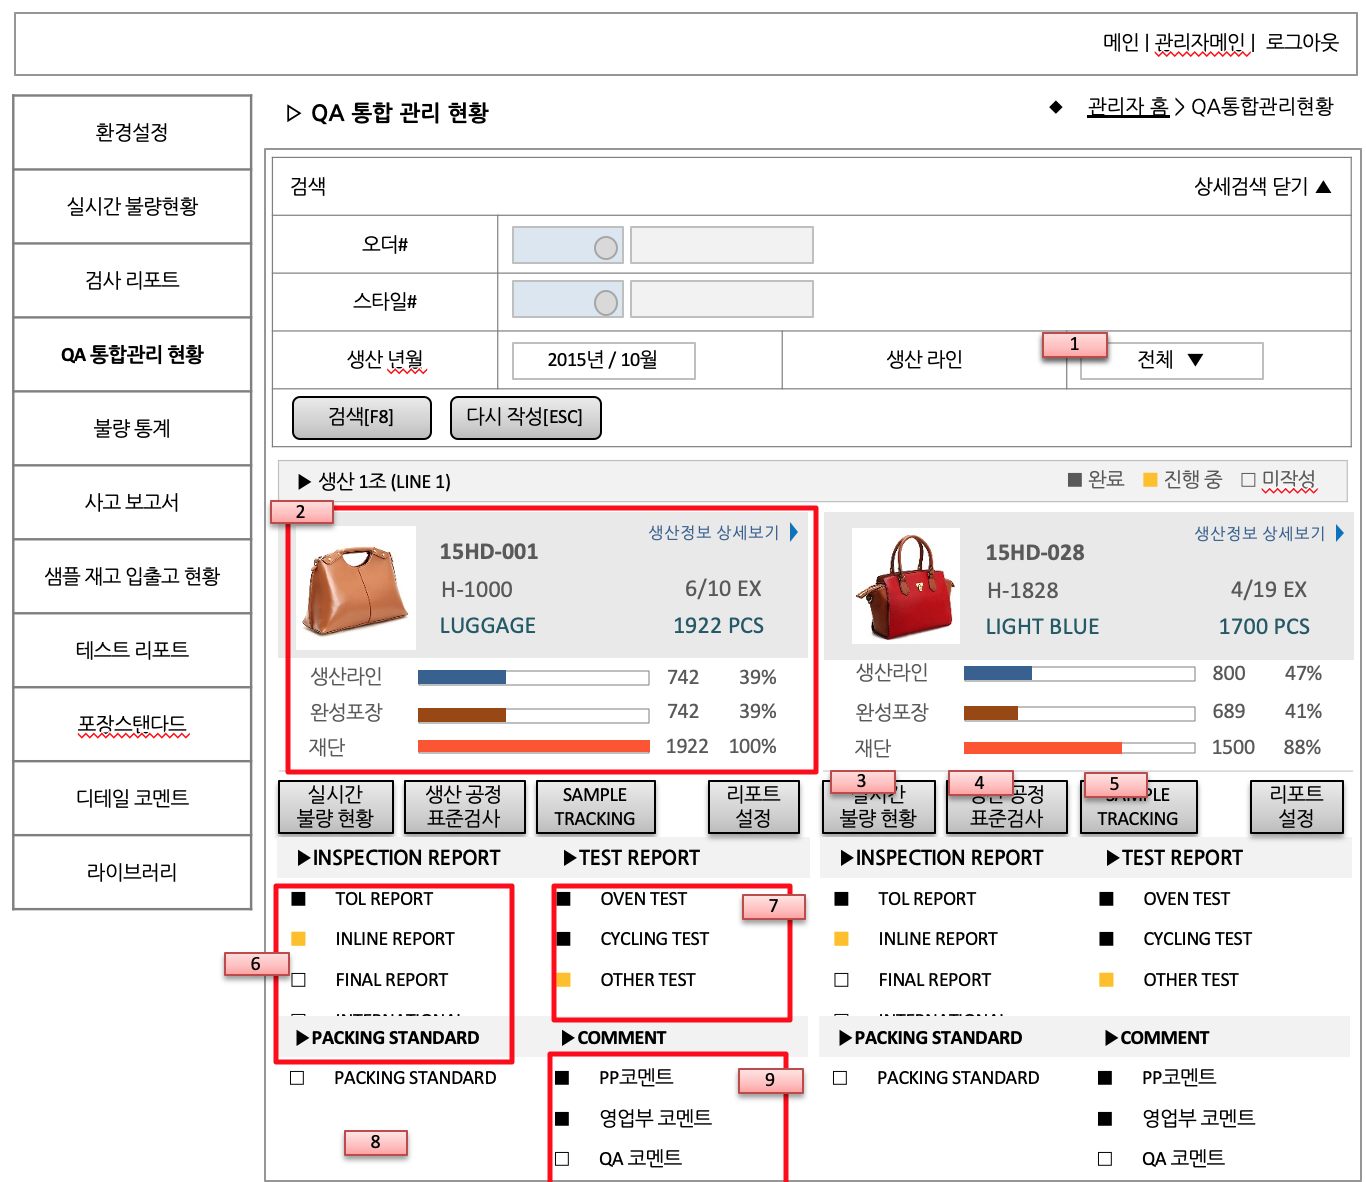 메인 | 관리자메인 | 로그아웃
▷ QA 통합 관리 현황
◆ 관리자 홈 > QA통합관리현황
환경설정
실시간 불량현황
검사 리포트
QA 통합관리 현황
불량 통계
사고 보고서
샘플 재고 입출고 현황
테스트 리포트
포장스탠다드
디테일 코멘트
라이브러리
검색
상세검색 닫기 ▲
오더#
스타일#
생산 년월
2015년 / 10월
생산 라인
1
전체 ▼
검색[F8]
다시 작성[ESC]
▶ 생산 1조 (LINE 1)
■ 완료 ■ 진행 중 □ 미작성
2
생산정보 상세보기
15HD-001
H-1000
6/10 EX
LUGGAGE
1922 PCS
생산라인 742 39%
완성포장 742 39%
재단 1922 100%
생산정보 상세보기
15HD-028
H-1828
4/19 EX
LIGHT BLUE
1700 PCS
생산라인 800 47%
완성포장 689 41%
재단 1500 88%
실시간
불량 현황
생산 공정
표준검사
SAMPLE
TRACKING
리포트
설정
3
실시간
불량 현황
4
생산 공정
표준검사
5
SAMPLE
TRACKING
리포트
설정
▶INSPECTION REPORT
■ TOL REPORT
■ INLINE REPORT
6
□ FINAL REPORT
▶PACKING STANDARD
□ PACKING STANDARD
8
▶TEST REPORT
■ OVEN TEST
7
■ CYCLING TEST
■ OTHER TEST
▶COMMENT
■ PP코멘트
9
■ 영업부 코멘트
□ QA 코멘트
▶INSPECTION REPORT
■ TOL REPORT
■ INLINE REPORT
□ FINAL REPORT
▶PACKING STANDARD
□ PACKING STANDARD
▶TEST REPORT
■ OVEN TEST
■ CYCLING TEST
■ OTHER TEST
▶COMMENT
■ PP코멘트
■ 영업부 코멘트
□ QA 코멘트